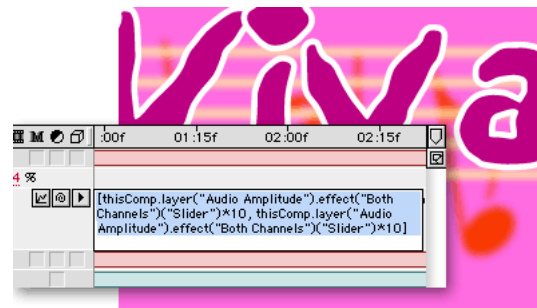 Viva
M :00f 01:15f 02:00f 02:15f
4 %
[thisComp.layer("Audio Amplitude").effect("Both
Channels")("Slider")*10, thisComp.layer("Audio
Amplitude").effect("Both Channels")("Slider")*10]